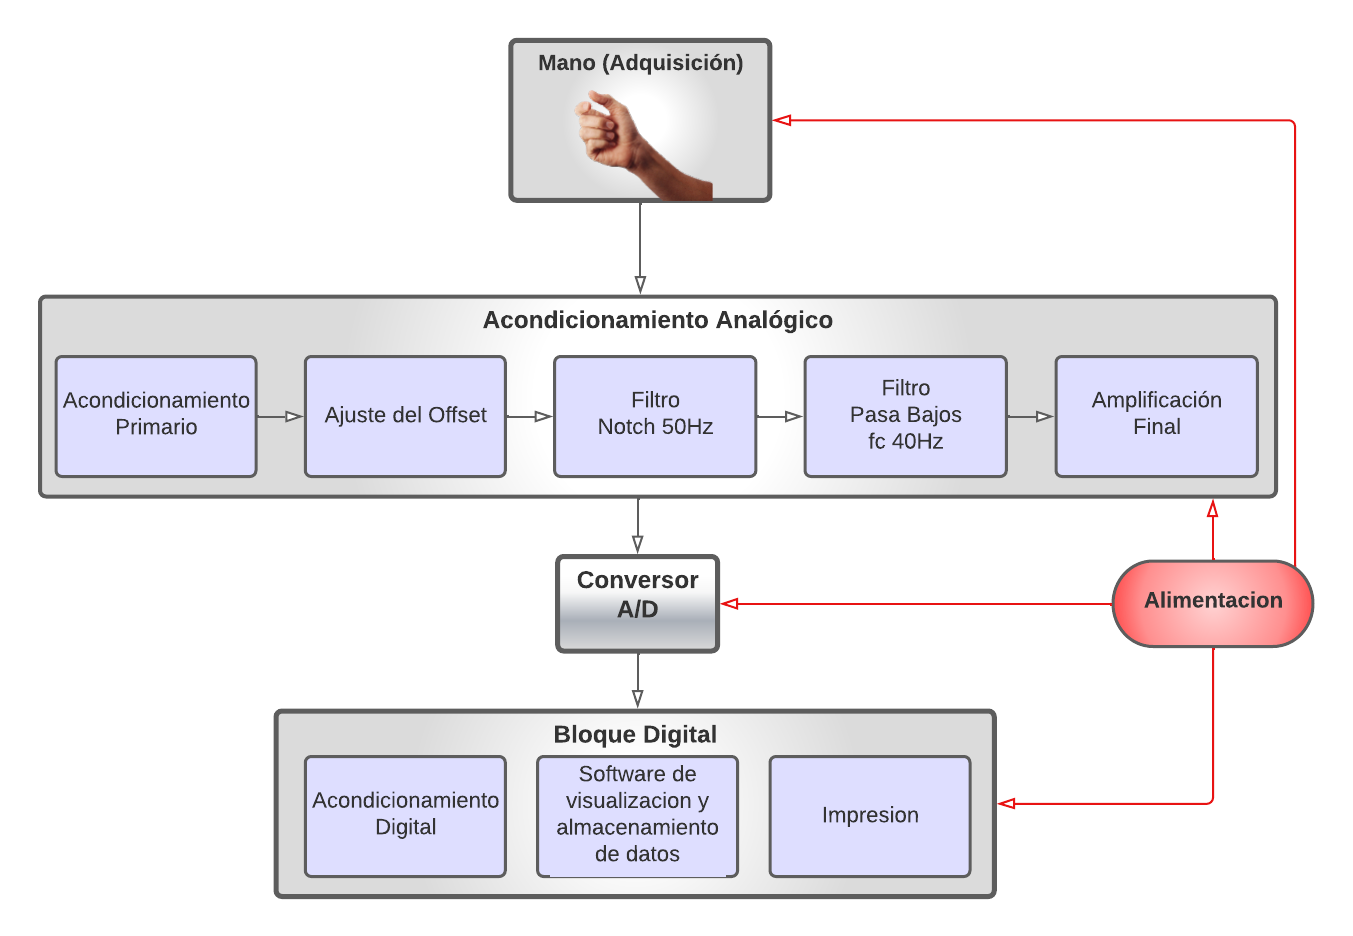 Mano (Adquisición)
Acondicionamiento Analógico
Acondicionamiento
Primario
Ajuste del Offset
Filtro
Notch 50Hz
Filtro
Pasa Bajos
fc 40Hz
Amplificación
Final
Conversor
A/D
Alimentacion
Bloque Digital
Acondicionamiento
Digital
Software de
visualizacion y
almacenamiento
de datos
Impresion